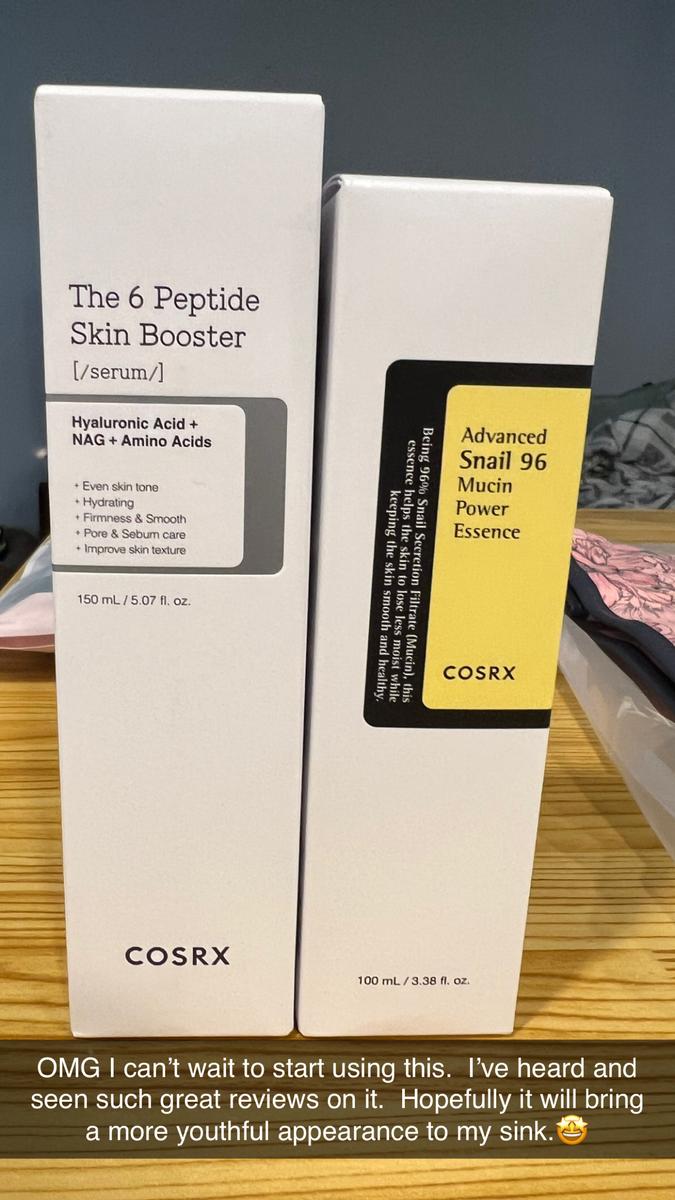 The 6 Peptide
Skin Booster
[/serum/]
Hyaluronic Acid +
NAG + Amino Acids
+ Even skin tone
+ Hydrating
+ Firmness & Smooth
+ Pore & Sebum care
+ Improve skin texture
150 mL / 5.07 fl. oz.
COSRX
Being 96% Snail Secretion Filtrate (Mucin), this
essence helps the skin to lose less moist while
keeping the skin smooth and healthy.
Advanced
Snail 96
Mucin
Power
Essence
COSRX
100 mL / 3.38 fl. oz.
OMG I can’t wait to start using this.  I’ve heard and
seen such great reviews on it.  Hopefully it will bring
a more youthful appearance to my sink.🤩